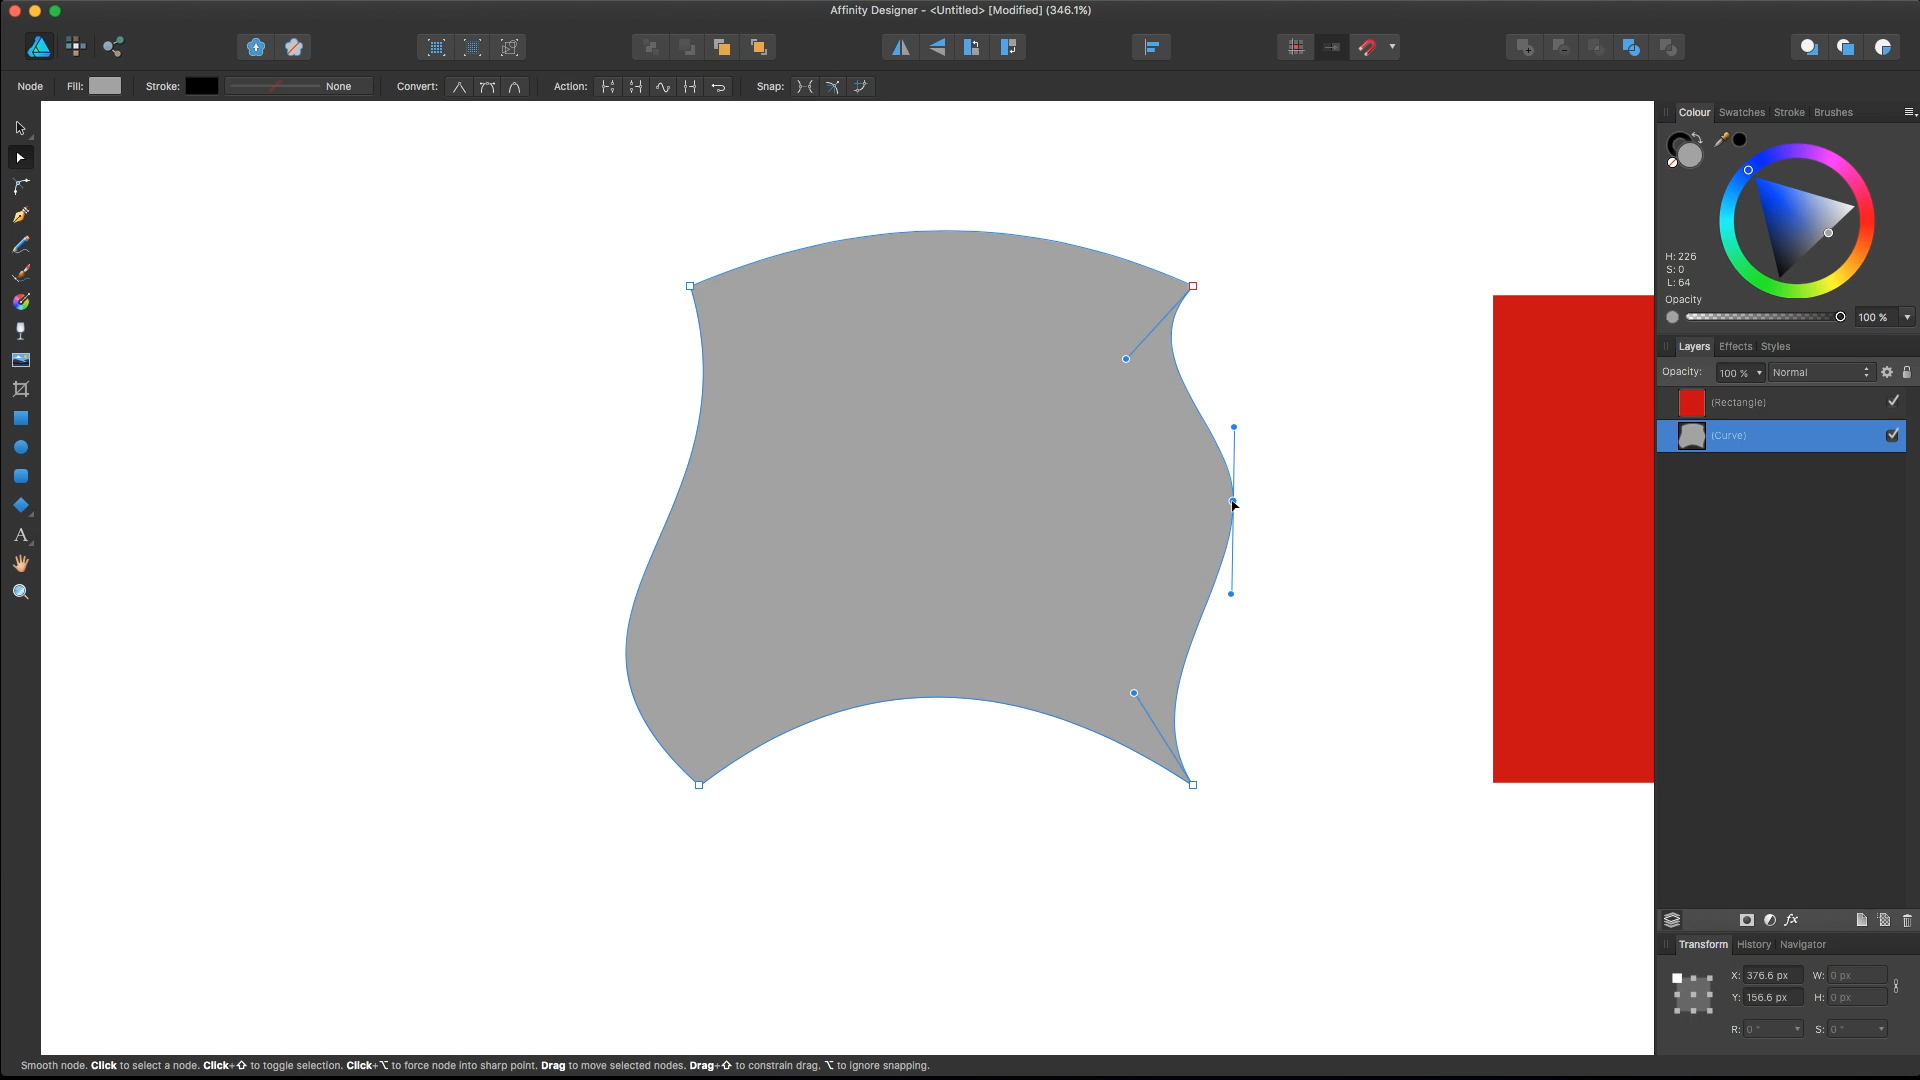 Affinity Designer - <Untitled> [Modified] (346.1%)
Node Fill: Stroke: None Convert: Action: Snap:
Colour Swatches Stroke Brushes
H: 226
S: 0
L: 64
Opacity
100 %
Layers Effects Styles
Opacity: 100 % Normal
(Rectangle)
(Curve)
A
fx
Transform History Navigator
X: 376.6 px W: 0 px
Y: 156.6 px H: 0 px
R: 0 ° S: 0 °
Smooth node. Click to select a node. Click+⇧ to toggle selection. Click+⌥ to force node into sharp point. Drag to move selected nodes. Drag+⇧ to constrain drag. ⌥ to ignore snapping.